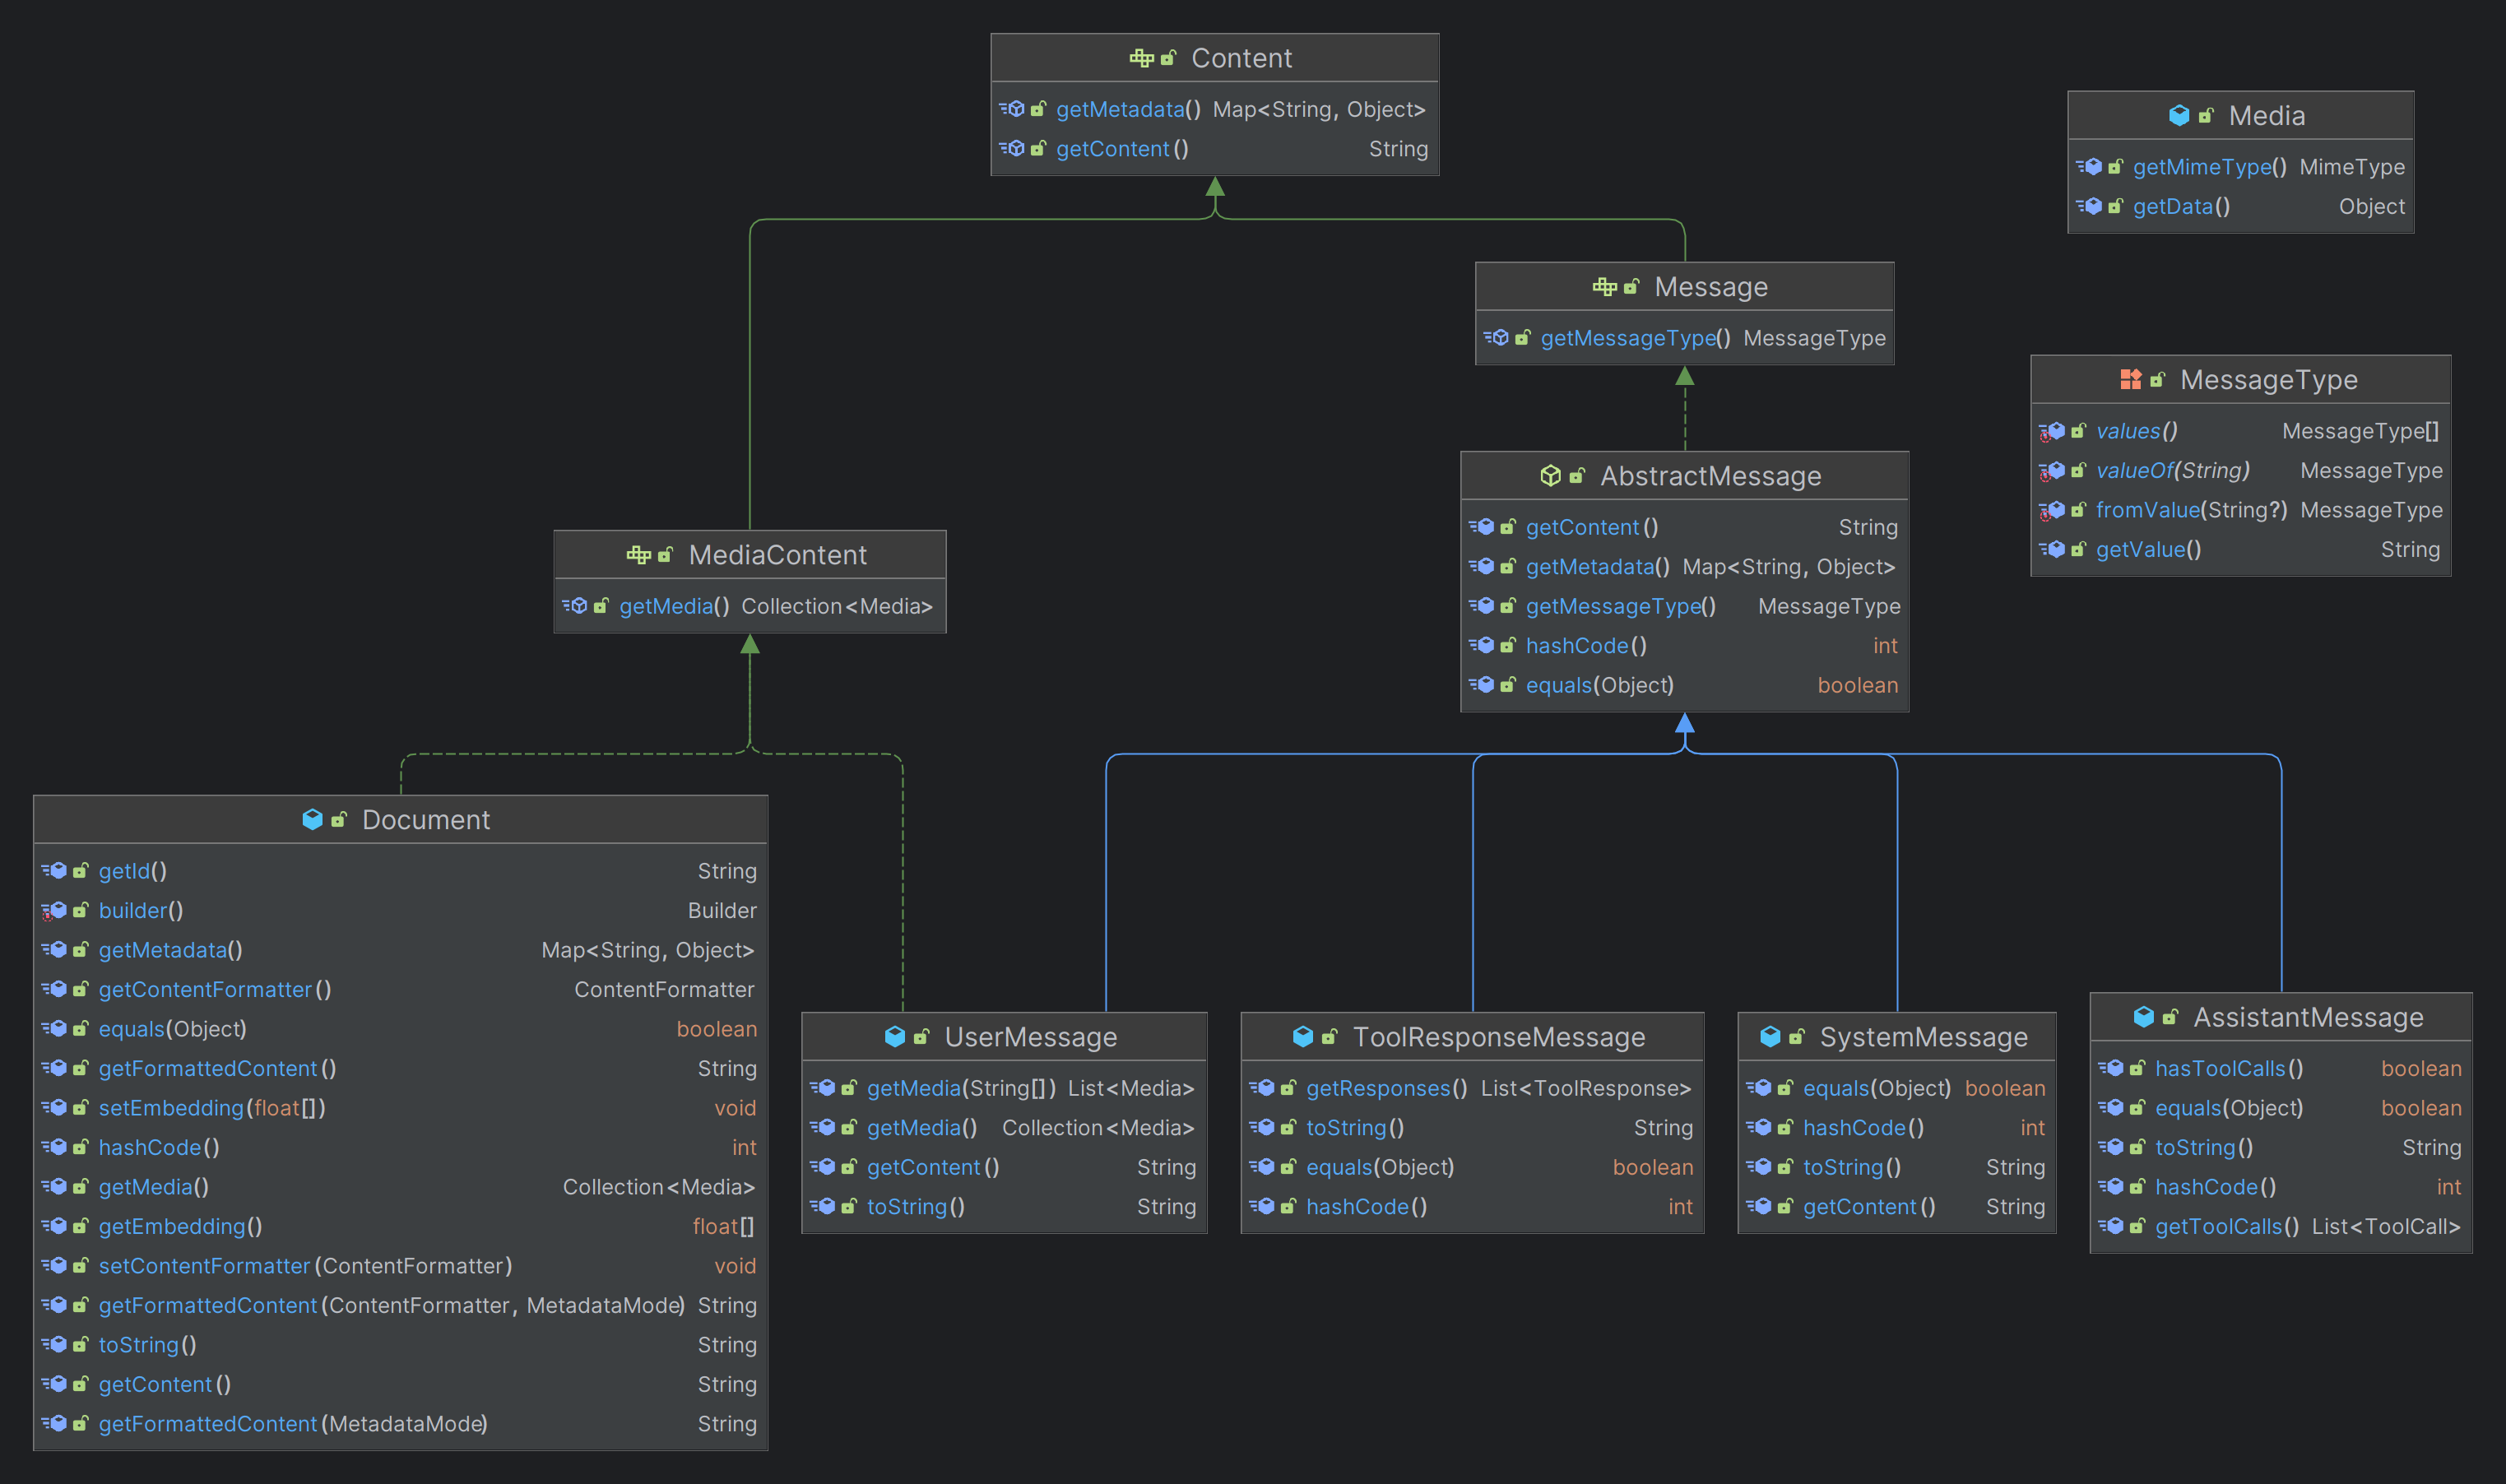 Content
getMetadata() Map<String, Object>
getContent() String
Media
getMimeType() MimeType
getData() Object
Message
getMessageType() MessageType
MessageType
values() MessageType[]
valueOf(String) MessageType
fromValue(String?) MessageType
getValue() String
AbstractMessage
getContent() String
getMetadata() Map<String, Object>
getMessageType() MessageType
hashCode() int
equals(Object) boolean
MediaContent
getMedia() Collection<Media>
Document
getId() String
builder() Builder
getMetadata() Map<String, Object>
getContentFormatter() ContentFormatter
equals(Object) boolean
getFormattedContent() String
setEmbedding(float[]) void
hashCode() int
getMedia() Collection<Media>
getEmbedding() float[]
setContentFormatter(ContentFormatter) void
getFormattedContent(ContentFormatter, MetadataMode) String
toString() String
getContent() String
getFormattedContent(MetadataMode) String
UserMessage
getMedia(String[]) List<Media>
getMedia() Collection<Media>
getContent() String
toString() String
ToolResponseMessage
getResponses() List<ToolResponse>
toString() String
equals(Object) boolean
hashCode() int
SystemMessage
equals(Object) boolean
hashCode() int
toString() String
getContent() String
AssistantMessage
hasToolCalls() boolean
equals(Object) boolean
toString() String
hashCode() int
getToolCalls() List<ToolCall>